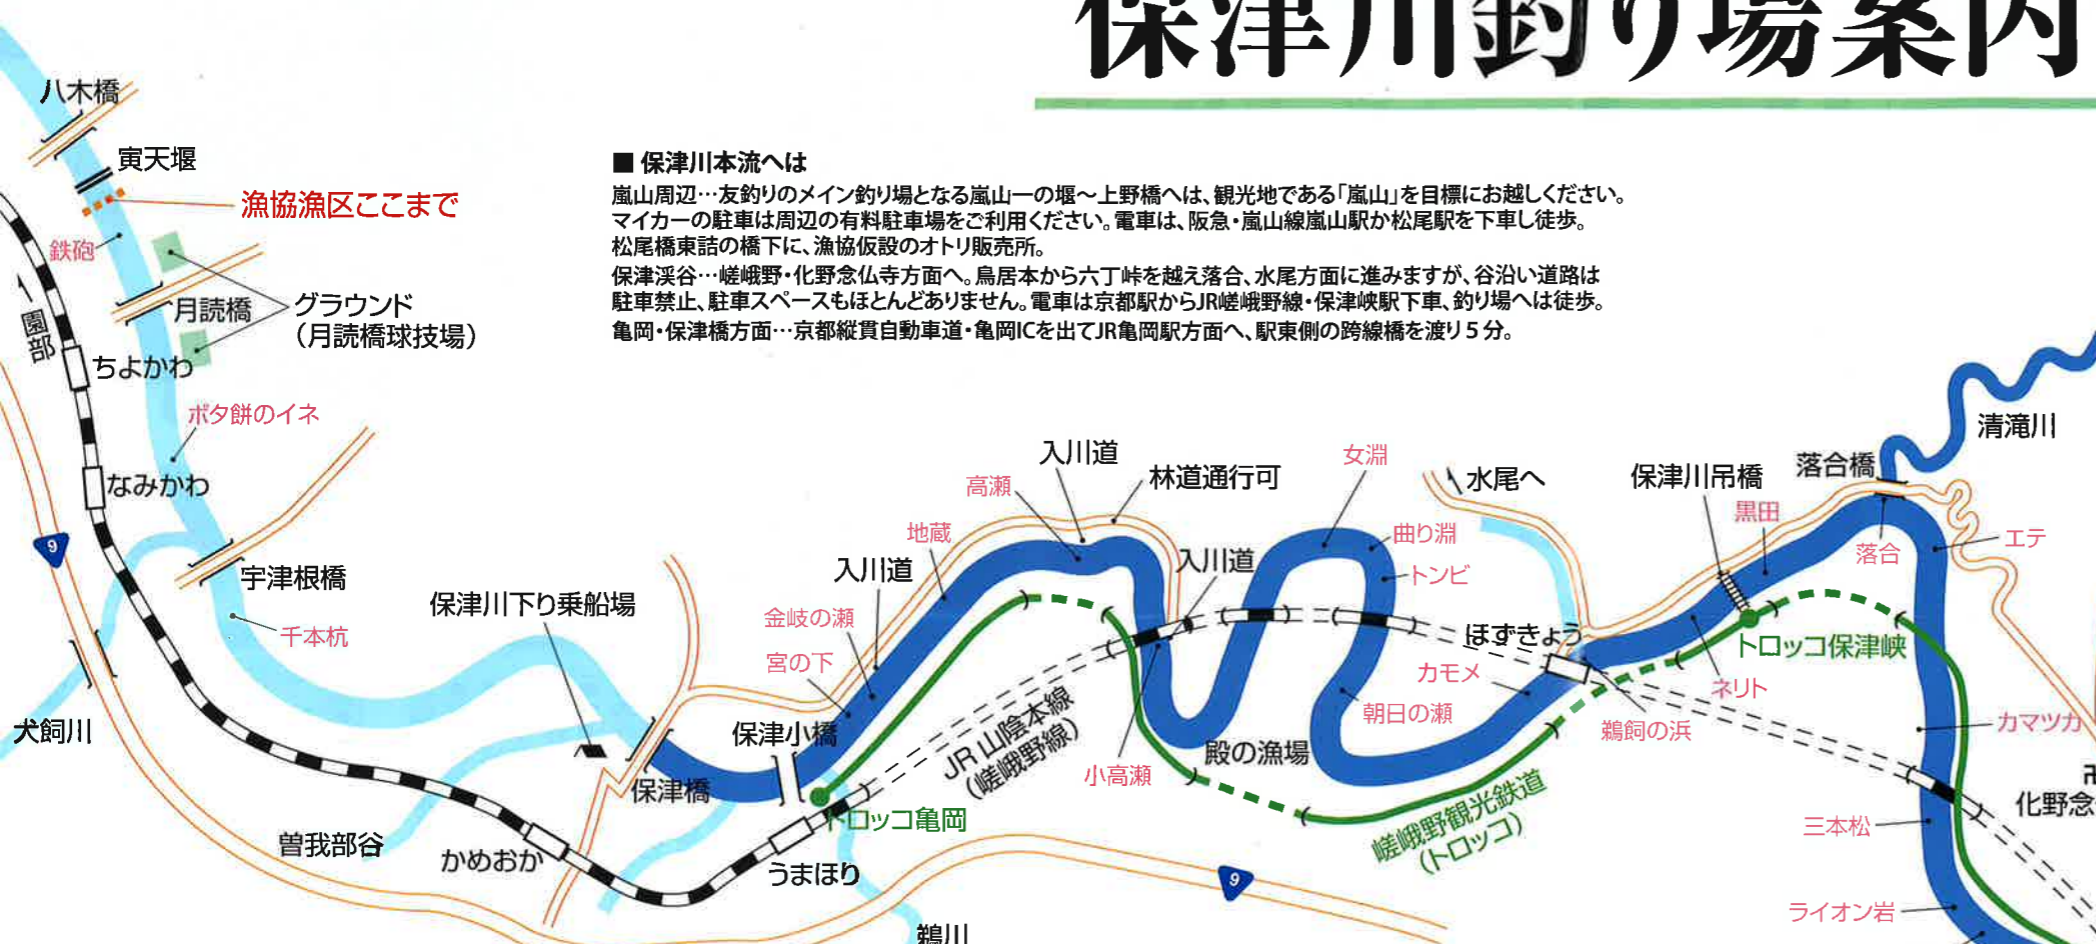 保津川釣り場案内
■ 保津川本流へは
嵐山周辺…友釣りのメイン釣り場となる嵐山一の堰〜上野橋へは、観光地である「嵐山」を目標にお越しください。
マイカーの駐車は周辺の有料駐車場をご利用ください。電車は、阪急・嵐山線嵐山駅か松尾駅を下車し徒歩。
松尾橋東詰の橋下に、漁協仮設のオトリ販売所。
保津渓谷…嵯峨野・化野念仏寺方面へ。鳥居本から六丁峠を越え落合、水尾方面に進みますが、谷沿い道路は
駐車禁止、駐車スペースもほとんどありません。電車は京都駅からJR嵯峨野線・保津峡駅下車、釣り場へは徒歩。
亀岡・保津橋方面…京都縦貫自動車道・亀岡ICを出てJR亀岡駅方面へ、駅東側の跨線橋を渡り5分。
八木橋
寅天堰
漁協漁区ここまで
鉄砲
園部
月読橋
グラウンド
（月読橋球技場）
ちよかわ
ボタ餅のイネ
なみかわ
9
宇津根橋
千本杭
犬飼川
保津川下り乗船場
曽我部谷
かめおか
保津橋
保津小橋
トロッコ亀岡
うまほり
鵜川
宮の下
金岐の瀬
入川道
地蔵
高瀬
入川道
林道通行可
入川道
JR山陰本線
（嵯峨野線）
小高瀬
殿の漁場
女淵
曲り淵
トンビ
朝日の瀬
カモメ
嵯峨野観光鉄道
（トロッコ）
9
水尾へ
ほずきょう
鵜飼の浜
保津川吊橋
黒田
ネリト
トロッコ保津峡
落合橋
落合
清滝川
エテ
カマツカ
卍
化野念
三本松
ライオン岩